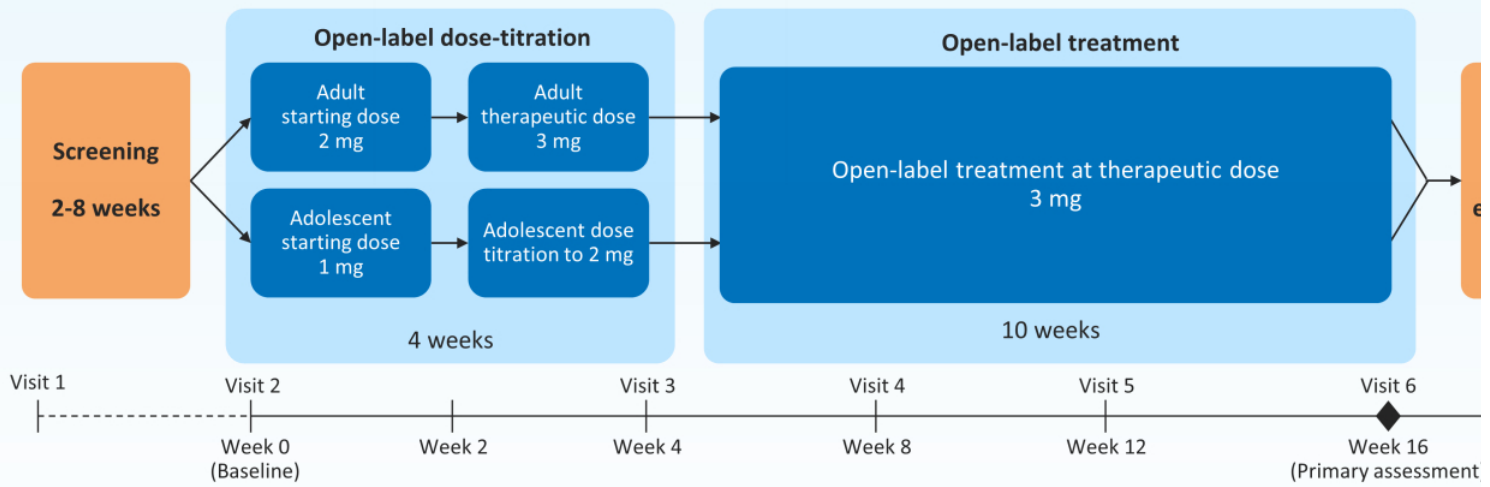 Open-label dose-titration
Open-label treatment
Screening
2-8 weeks
Adult
starting dose
2 mg
Adult
therapeutic dose
3 mg
Adolescent
starting dose
1 mg
Adolescent dose
titration to 2 mg
Open-label treatment at therapeutic dose
3 mg
4 weeks
10 weeks
Visit 1
Visit 2
Visit 3
Visit 4
Visit 5
Visit 6
Week 0
(Baseline)
Week 2
Week 4
Week 8
Week 12
Week 16
(Primary assessment)